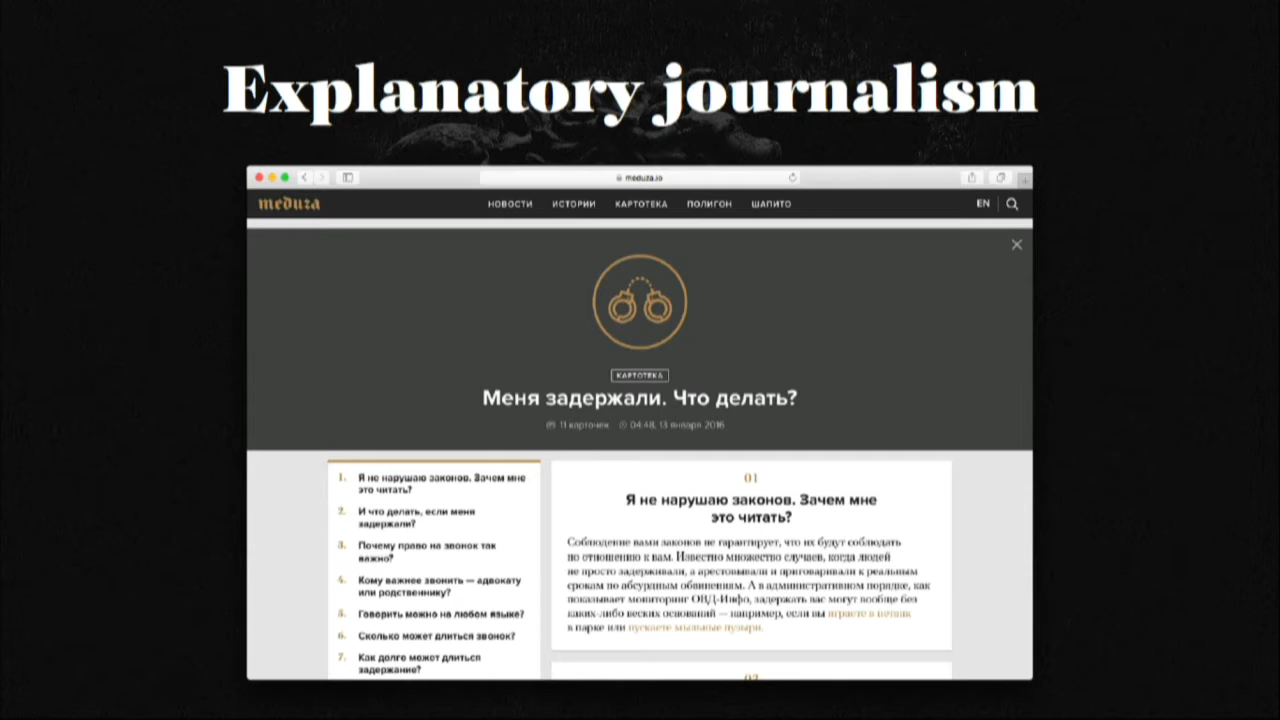 Explanatory journalism
meduza.io
meduza
НОВОСТИ ИСТОРИИ КАРТОТЕКА ПОЛИГОН ШАПИТО
EN
КАРТОТЕКА
Меня задержали. Что делать?
11 карточек 04:48, 13 января 2016
1. Я не нарушаю законов. Зачем мне
это читать?
2. И что делать, если меня
задержали?
3. Почему право на звонок так
важно?
4. Кому важнее звонить — адвокату
или родственнику?
5. Говорить можно на любом языке?
6. Сколько может длиться звонок?
7. Как долго может длиться
задержание?
01
Я не нарушаю законов. Зачем мне
это читать?
Соблюдение вами законов не гарантирует, что их будут соблюдать
по отношению к вам. Известно множество случаев, когда людей
не просто задерживали, а арестовывали и приговаривали к реальным
срокам по абсурдным обвинениям. А в административном порядке, как
показывает мониторинг ОВД-Инфо, задержать вас могут вообще без
каких-либо веских оснований — например, если вы играете в петанк
в парке или пускаете мыльные пузыри.
02